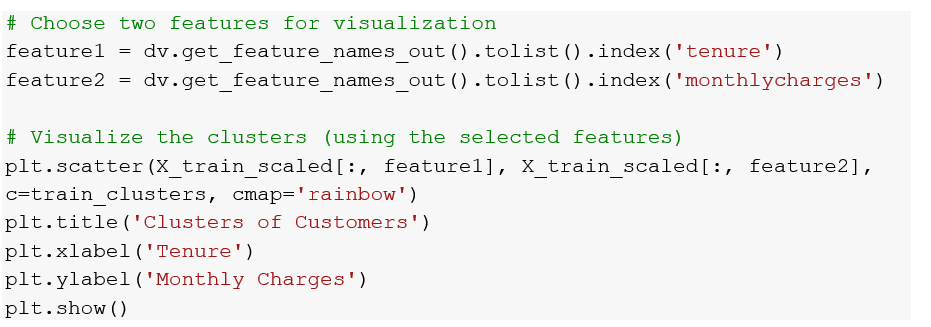 # Choose two features for visualization
feature1 = dv.get_feature_names_out().tolist().index('tenure')
feature2 = dv.get_feature_names_out().tolist().index('monthlycharges')
# Visualize the clusters (using the selected features)
plt.scatter(X_train_scaled[:, feature1], X_train_scaled[:, feature2],
c=train_clusters, cmap='rainbow')
plt.title('Clusters of Customers')
plt.xlabel('Tenure')
plt.ylabel('Monthly Charges')
plt.show()